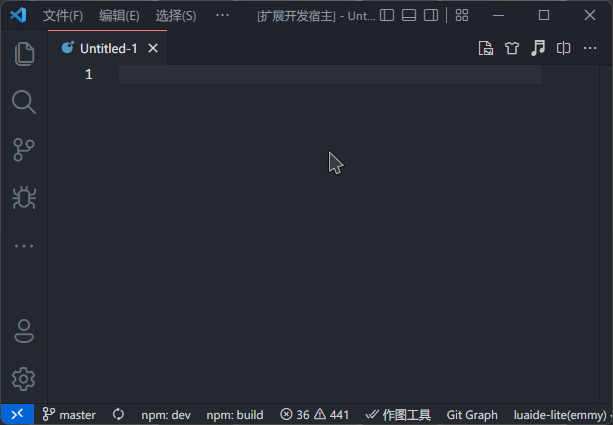 文件(F) 编辑(E) 选择(S) ··· [扩展开发宿主] - Unt...
Untitled-1
1
master npm: dev npm: build 36 441 作图工具 Git Graph luaide-lite(emmy)